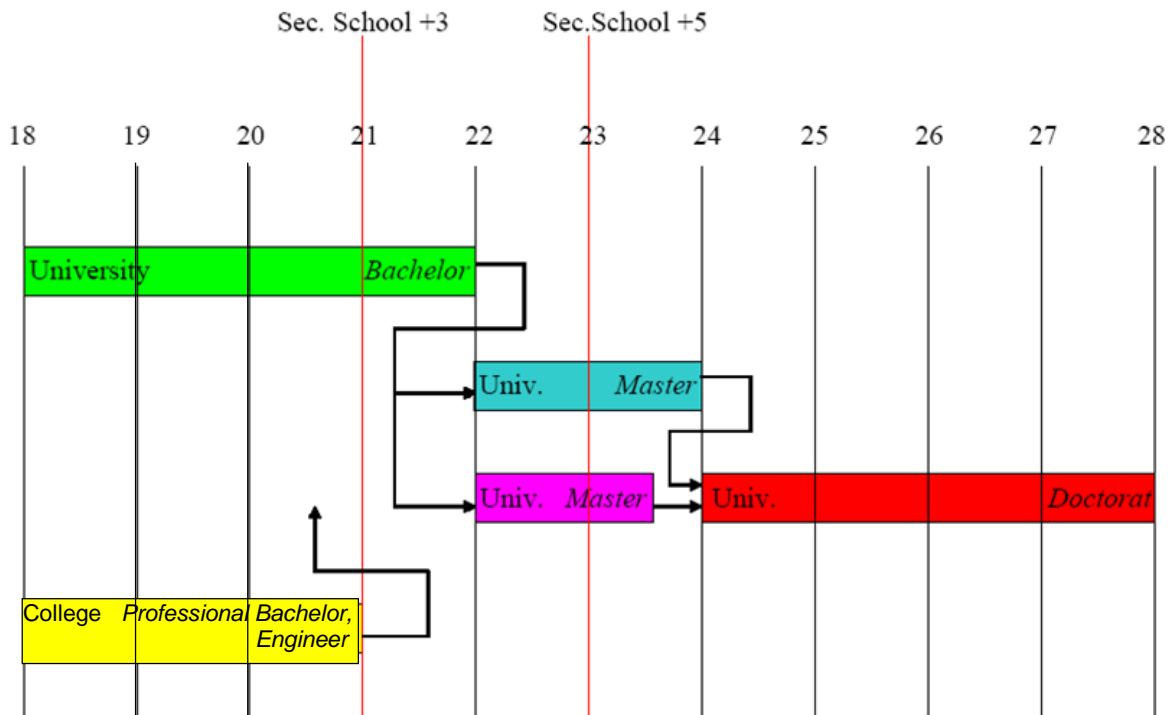 Sec. School +3 Sec.School +5
18 19 20 21 22 23 24 25 26 27 28
University Bachelor
Univ. Master
Univ. Master Univ. Doctorat
College Professional Bachelor,
Engineer